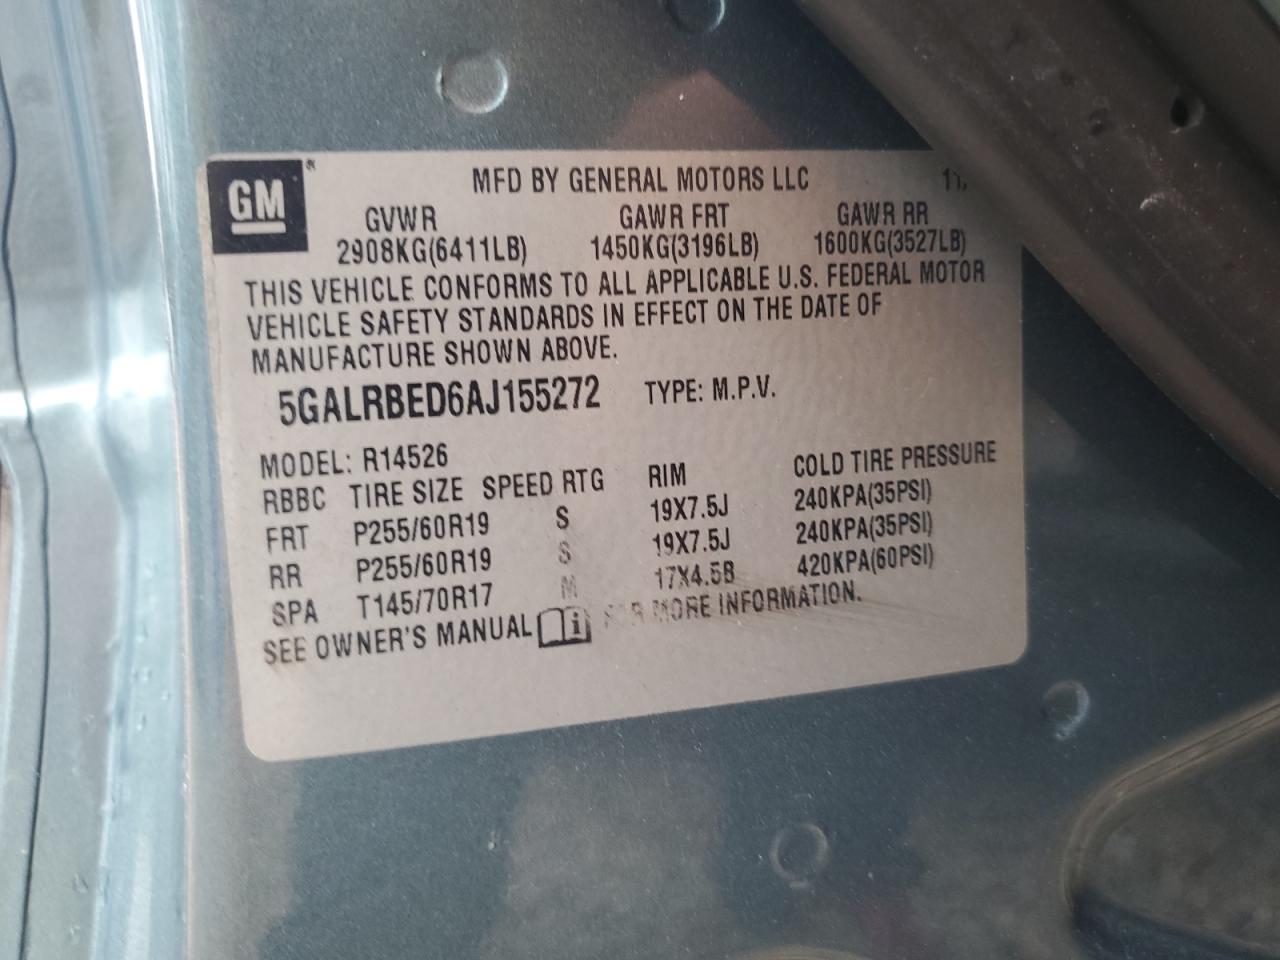 GM ®
MFD BY GENERAL MOTORS LLC
GVWR GAWR FRT GAWR RR
2908KG(6411LB) 1450KG(3196LB) 1600KG(3527LB)
THIS VEHICLE CONFORMS TO ALL APPLICABLE U.S. FEDERAL MOTOR
VEHICLE SAFETY STANDARDS IN EFFECT ON THE DATE OF
MANUFACTURE SHOWN ABOVE.
5GALRBED6AJ155272 TYPE: M.P.V.
MODEL: R14526
RBBC TIRE SIZE SPEED RTG RIM COLD TIRE PRESSURE
FRT P255/60R19 S 19X7.5J 240KPA(35PSI)
RR P255/60R19 S 19X7.5J 240KPA(35PSI)
SPA T145/70R17 M 17X4.5B 420KPA(60PSI)
SEE OWNER'S MANUAL i FOR MORE INFORMATION.